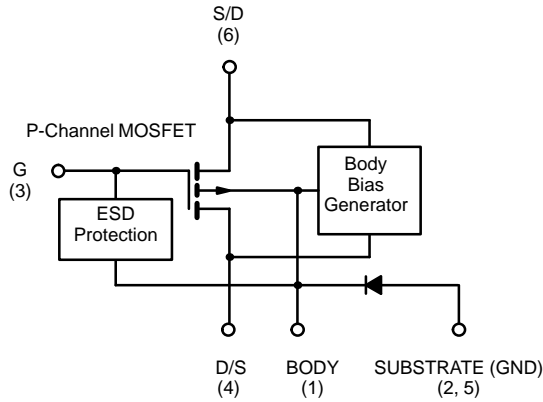 S/D
(6)
P-Channel MOSFET
G
(3)
ESD
Protection
Body
Bias
Generator
D/S
(4)
BODY
(1)
SUBSTRATE (GND)
(2, 5)